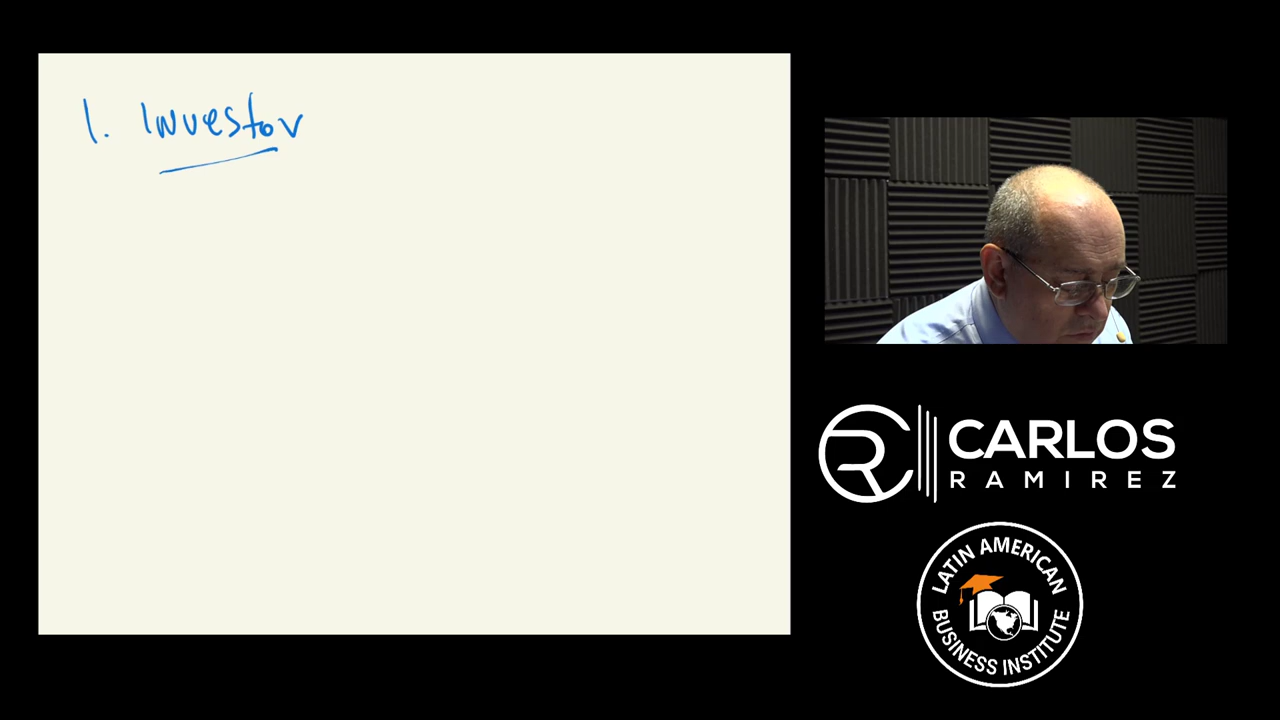 1. Investor
CARLOS
RAMIREZ
LATIN AMERICAN
BUSINESS INSTITUTE